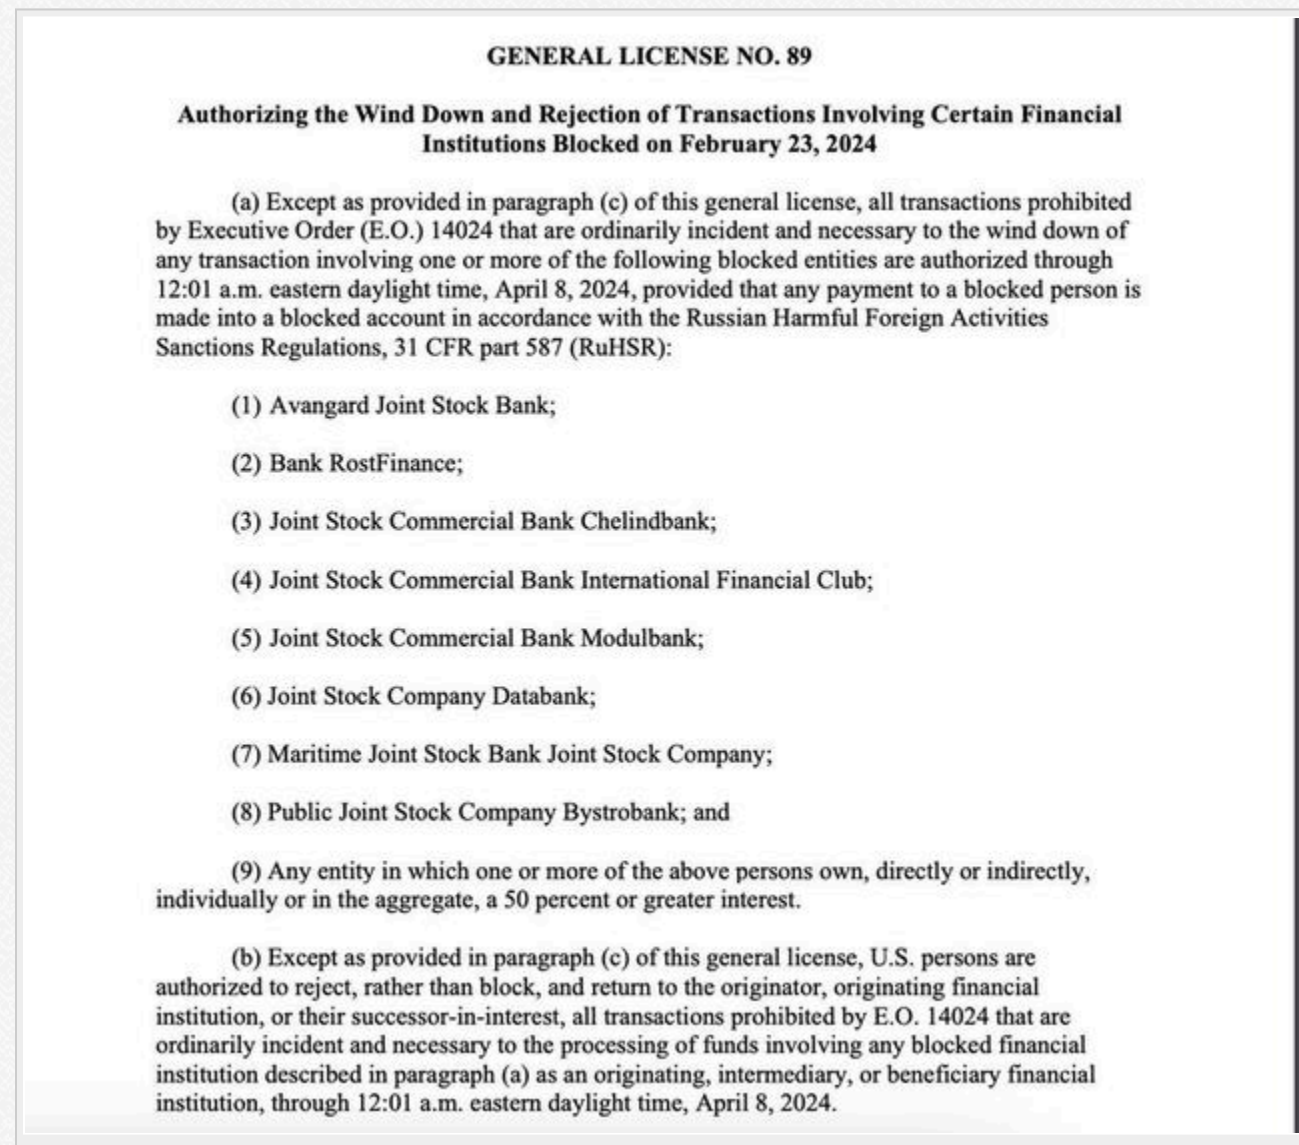 GENERAL LICENSE NO. 89
Authorizing the Wind Down and Rejection of Transactions Involving Certain Financial
Institutions Blocked on February 23, 2024
(a) Except as provided in paragraph (c) of this general license, all transactions prohibited
by Executive Order (E.O.) 14024 that are ordinarily incident and necessary to the wind down of
any transaction involving one or more of the following blocked entities are authorized through
12:01 a.m. eastern daylight time, April 8, 2024, provided that any payment to a blocked person is
made into a blocked account in accordance with the Russian Harmful Foreign Activities
Sanctions Regulations, 31 CFR part 587 (RuHSR):
(1) Avangard Joint Stock Bank;
(2) Bank RostFinance;
(3) Joint Stock Commercial Bank Chelindbank;
(4) Joint Stock Commercial Bank International Financial Club;
(5) Joint Stock Commercial Bank Modulbank;
(6) Joint Stock Company Databank;
(7) Maritime Joint Stock Bank Joint Stock Company;
(8) Public Joint Stock Company Bystrobank; and
(9) Any entity in which one or more of the above persons own, directly or indirectly,
individually or in the aggregate, a 50 percent or greater interest.
(b) Except as provided in paragraph (c) of this general license, U.S. persons are
authorized to reject, rather than block, and return to the originator, originating financial
institution, or their successor-in-interest, all transactions prohibited by E.O. 14024 that are
ordinarily incident and necessary to the processing of funds involving any blocked financial
institution described in paragraph (a) as an originating, intermediary, or beneficiary financial
institution, through 12:01 a.m. eastern daylight time, April 8, 2024.